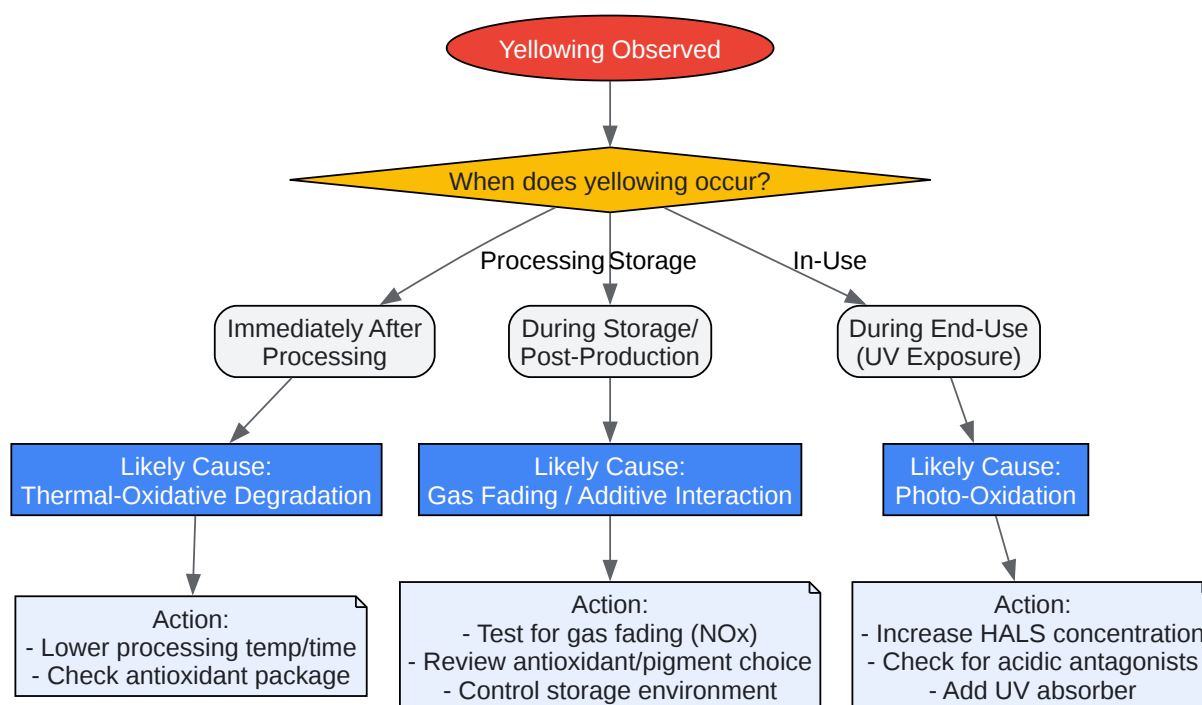 Yellowing Observed
When does yellowing occur?
Processing
Storage
In-Use
Immediately After
Processing
During Storage/
Post-Production
During End-Use
(UV Exposure)
Likely Cause:
Thermal-Oxidative Degradation
Likely Cause:
Gas Fading / Additive Interaction
Likely Cause:
Photo-Oxidation
Action:
- Lower processing temp/time
- Check antioxidant package
Action:
- Test for gas fading (NOx)
- Review antioxidant/pigment choice
- Control storage environment
Action:
- Increase HALS concentration
- Check for acidic antagonists
- Add UV absorber